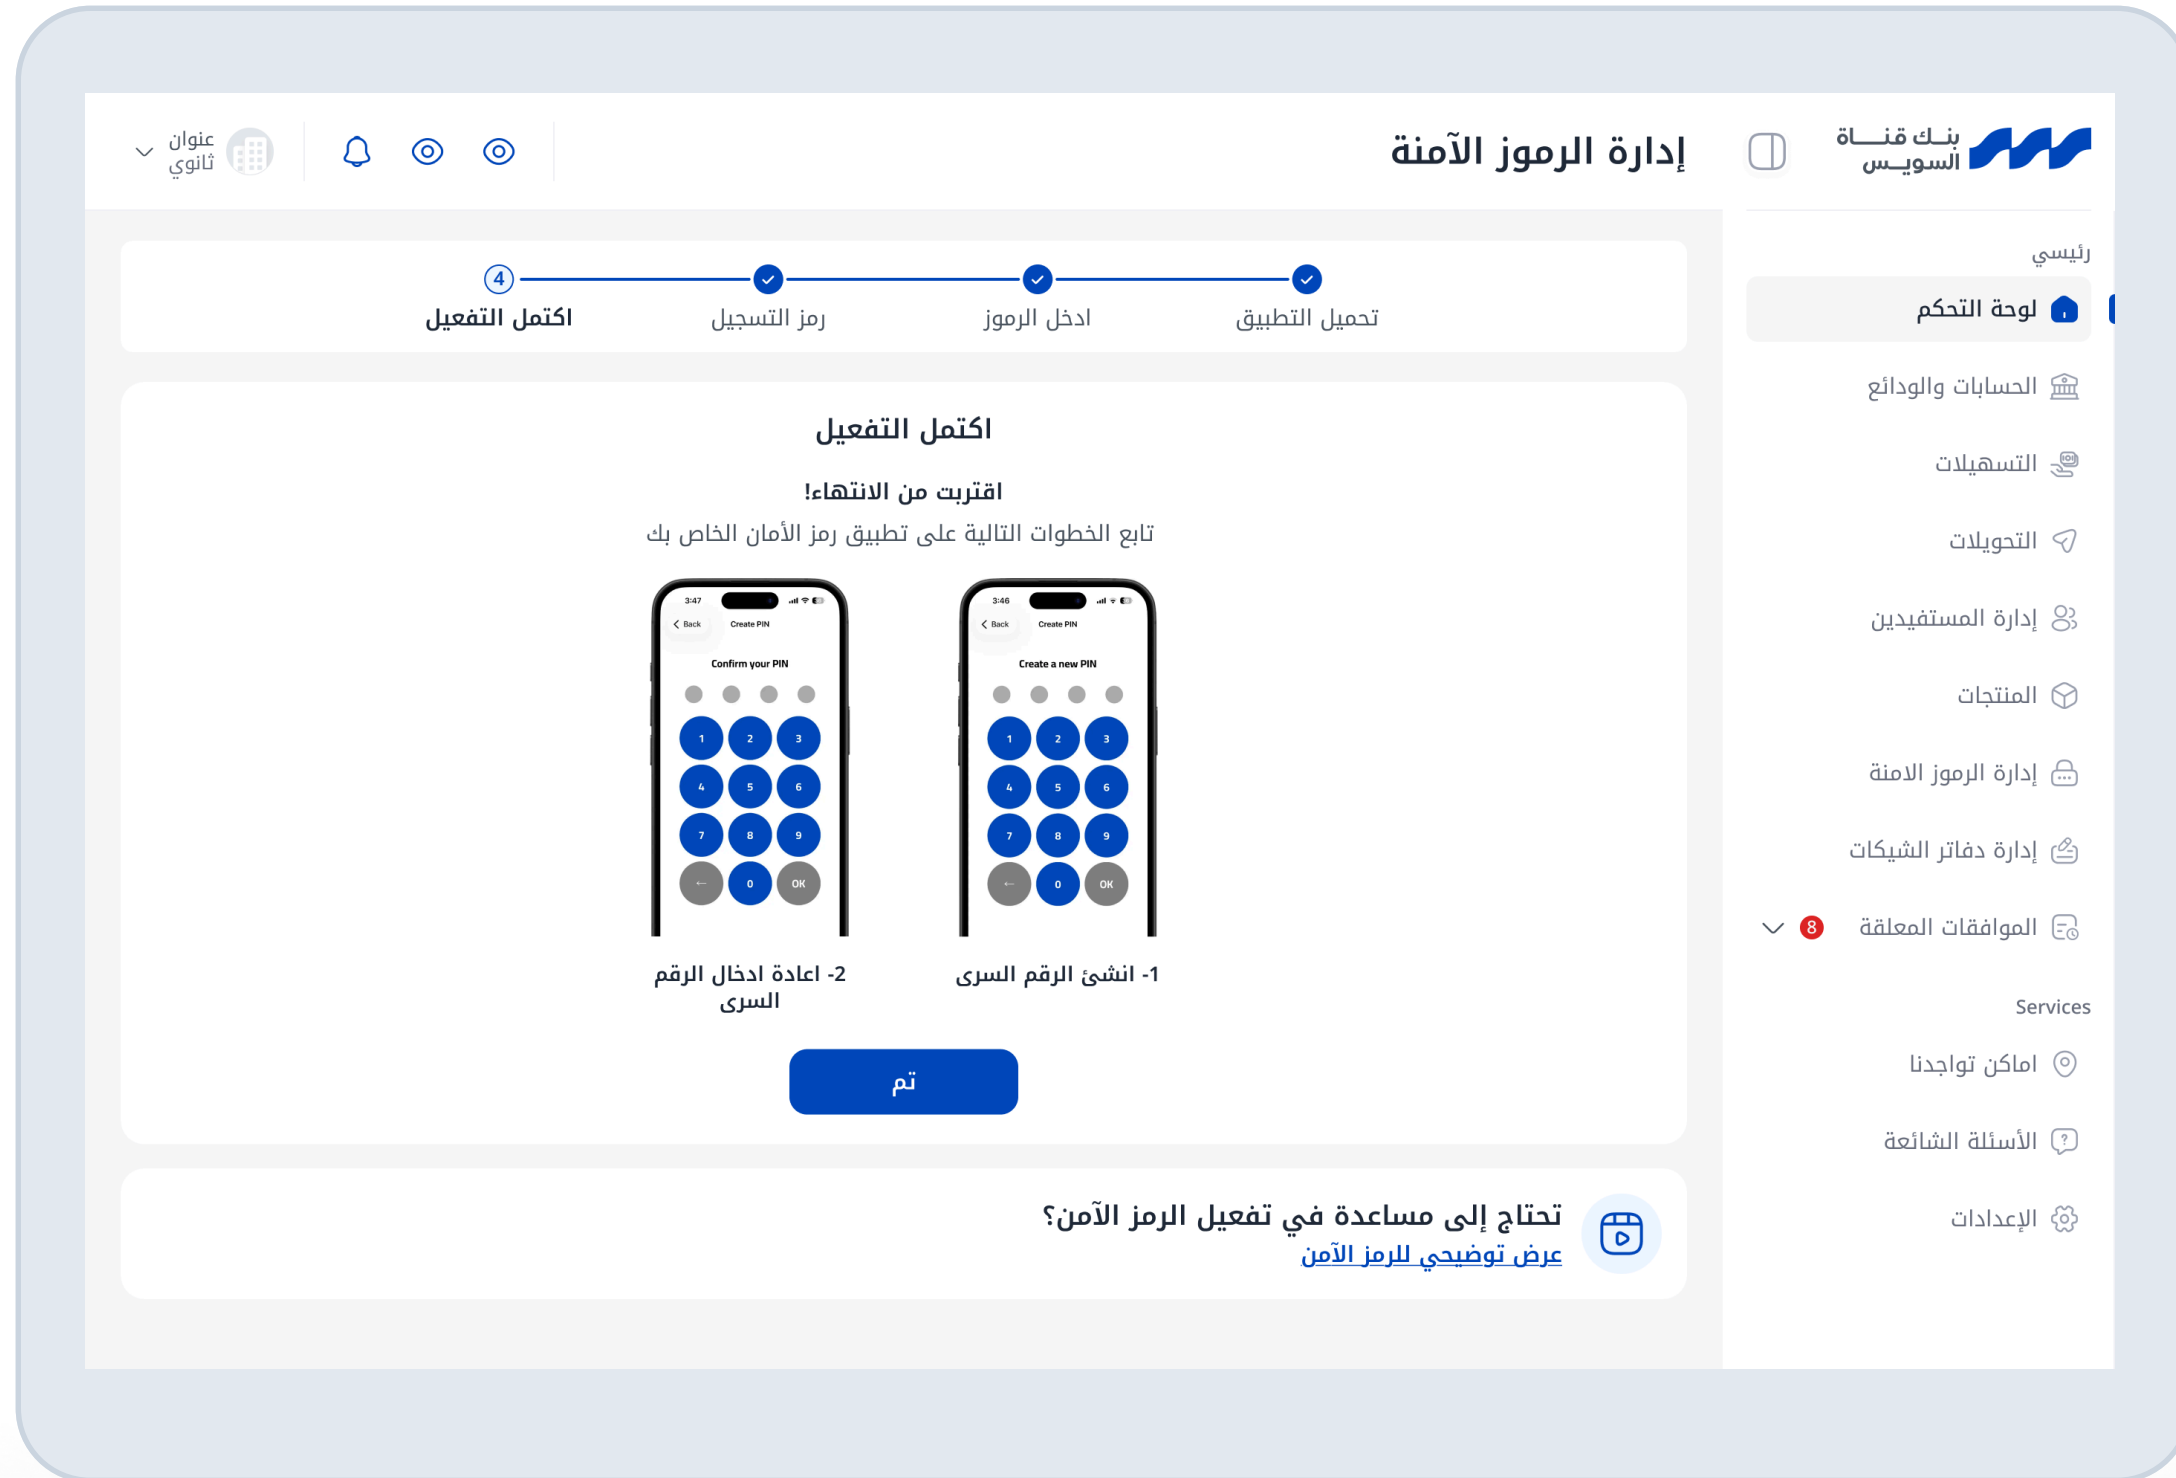 بنــك قنـــــاة
السويـــس
إدارة الرموز الآمنة
عنوان
ثانوي
رئيسي
لوحة التحكم
الحسابات والودائع
التسهيلات
التحويلات
إدارة المستفيدين
المنتجات
إدارة الرموز الامنة
إدارة دفاتر الشيكات
الموافقات المعلقة 8
Services
اماكن تواجدنا
الأسئلة الشائعة
الإعدادات
تحميل التطبيق
ادخل الرموز
رمز التسجيل
4
اكتمل التفعيل
اكتمل التفعيل
اقتربت من الانتهاء!
تابع الخطوات التالية على تطبيق رمز الأمان الخاص بك
3:46
Back Create PIN
Create a new PIN
1 2 3
4 5 6
7 8 9
← 0 OK
1- انشئ الرقم السرى
3:47
Back Create PIN
Confirm your PIN
1 2 3
4 5 6
7 8 9
← 0 OK
2- اعادة ادخال الرقم
السرى
تم
تحتاج إلى مساعدة في تفعيل الرمز الآمن؟
عرض توضيحي للرمز الآمن